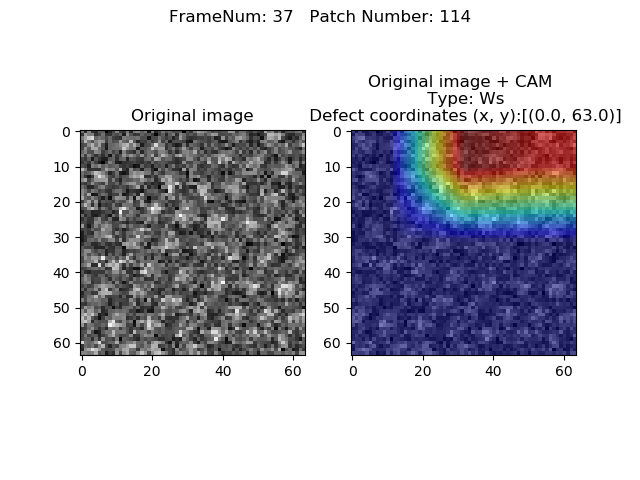 FrameNum: 37   Patch Number: 114
Original image
Original image + CAM
Type: Ws
Defect coordinates (x, y):[(0.0, 63.0)]
0
10
20
30
40
50
60
0 20 40 60
0
10
20
30
40
50
60
0 20 40 60